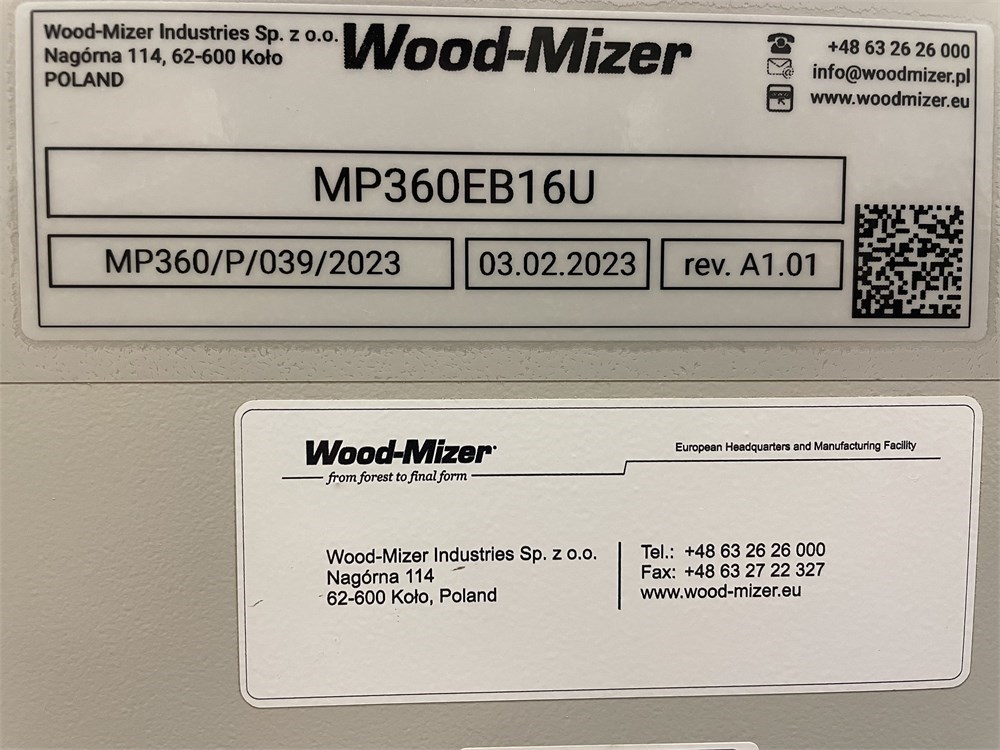 Wood-Mizer Industries Sp. z o.o.
Nagórna 114, 62-600 Koło
POLAND
Wood-Mizer
+48 63 26 26 000
info@woodmizer.pl
www.woodmizer.eu
MP360EB16U
MP360/P/039/2023
03.02.2023
rev. A1.01
Wood-Mizer
from forest to final form
European Headquarters and Manufacturing Facility
Wood-Mizer Industries Sp. z o.o.
Nagórna 114
62-600 Koło, Poland
Tel.: +48 63 26 26 000
Fax: +48 63 27 22 327
www.wood-mizer.eu